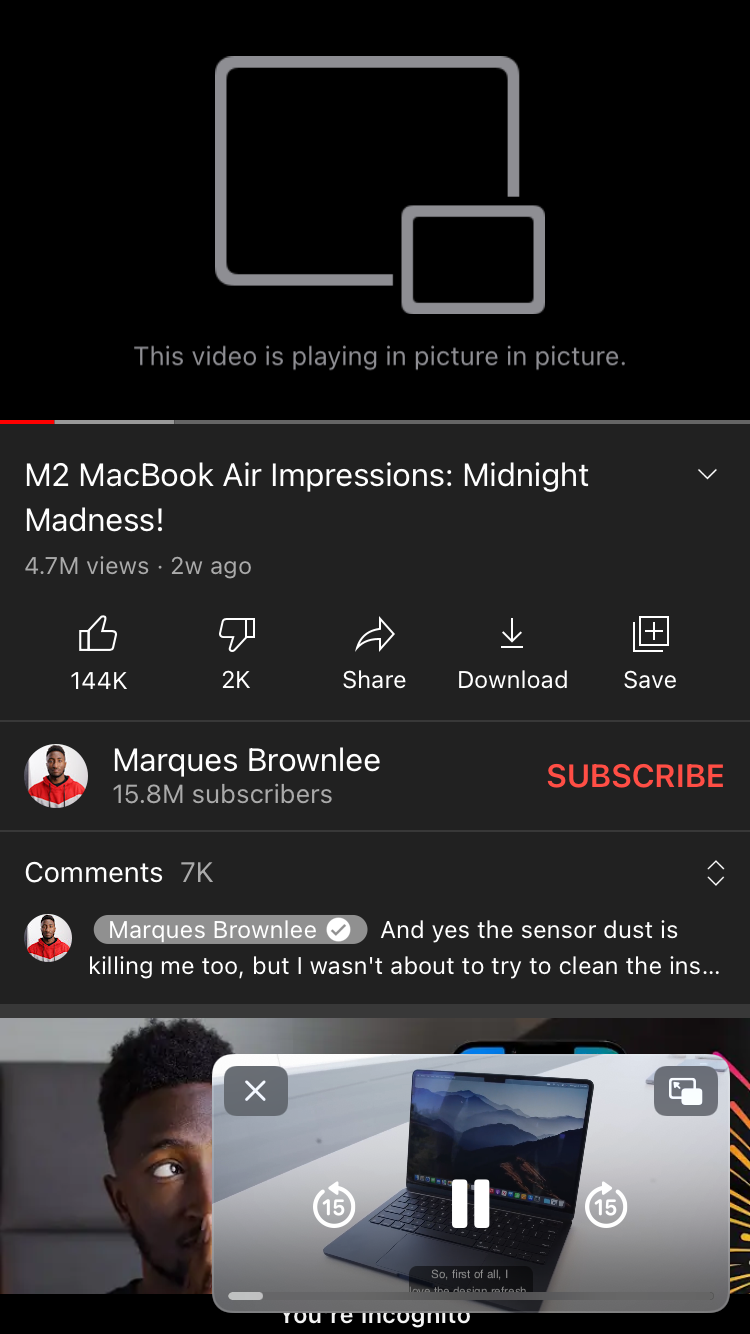 This video is playing in picture in picture.
M2 MacBook Air Impressions: Midnight
Madness!
4.7M views · 2w ago
144K
2K
Share
Download
Save
Marques Brownlee
15.8M subscribers
SUBSCRIBE
Comments 7K
Marques Brownlee And yes the sensor dust is
killing me too, but I wasn't about to try to clean the ins...
15
15
So, first of all, I
love the design refresh
You're incognito